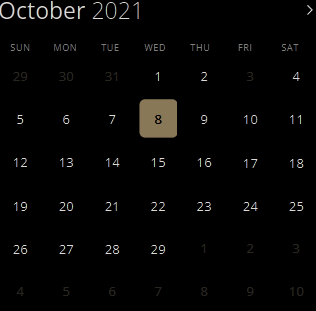 October 2021 >
SUN MON TUE WED THU FRI SAT
29 30 31 1 2 3 4
5 6 7 8 9 10 11
12 13 14 15 16 17 18
19 20 21 22 23 24 25
26 27 28 29 1 2 3
4 5 6 7 8 9 10